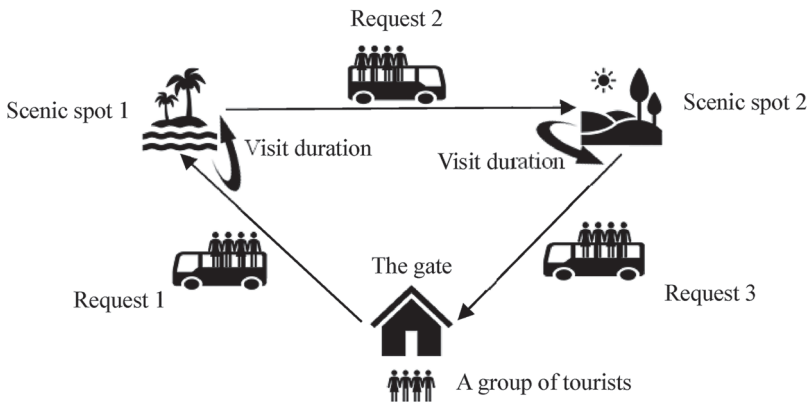 Request 2
Scenic spot 1
Scenic spot 2
Visit duration
Visit duration
The gate
Request 1
Request 3
A group of tourists